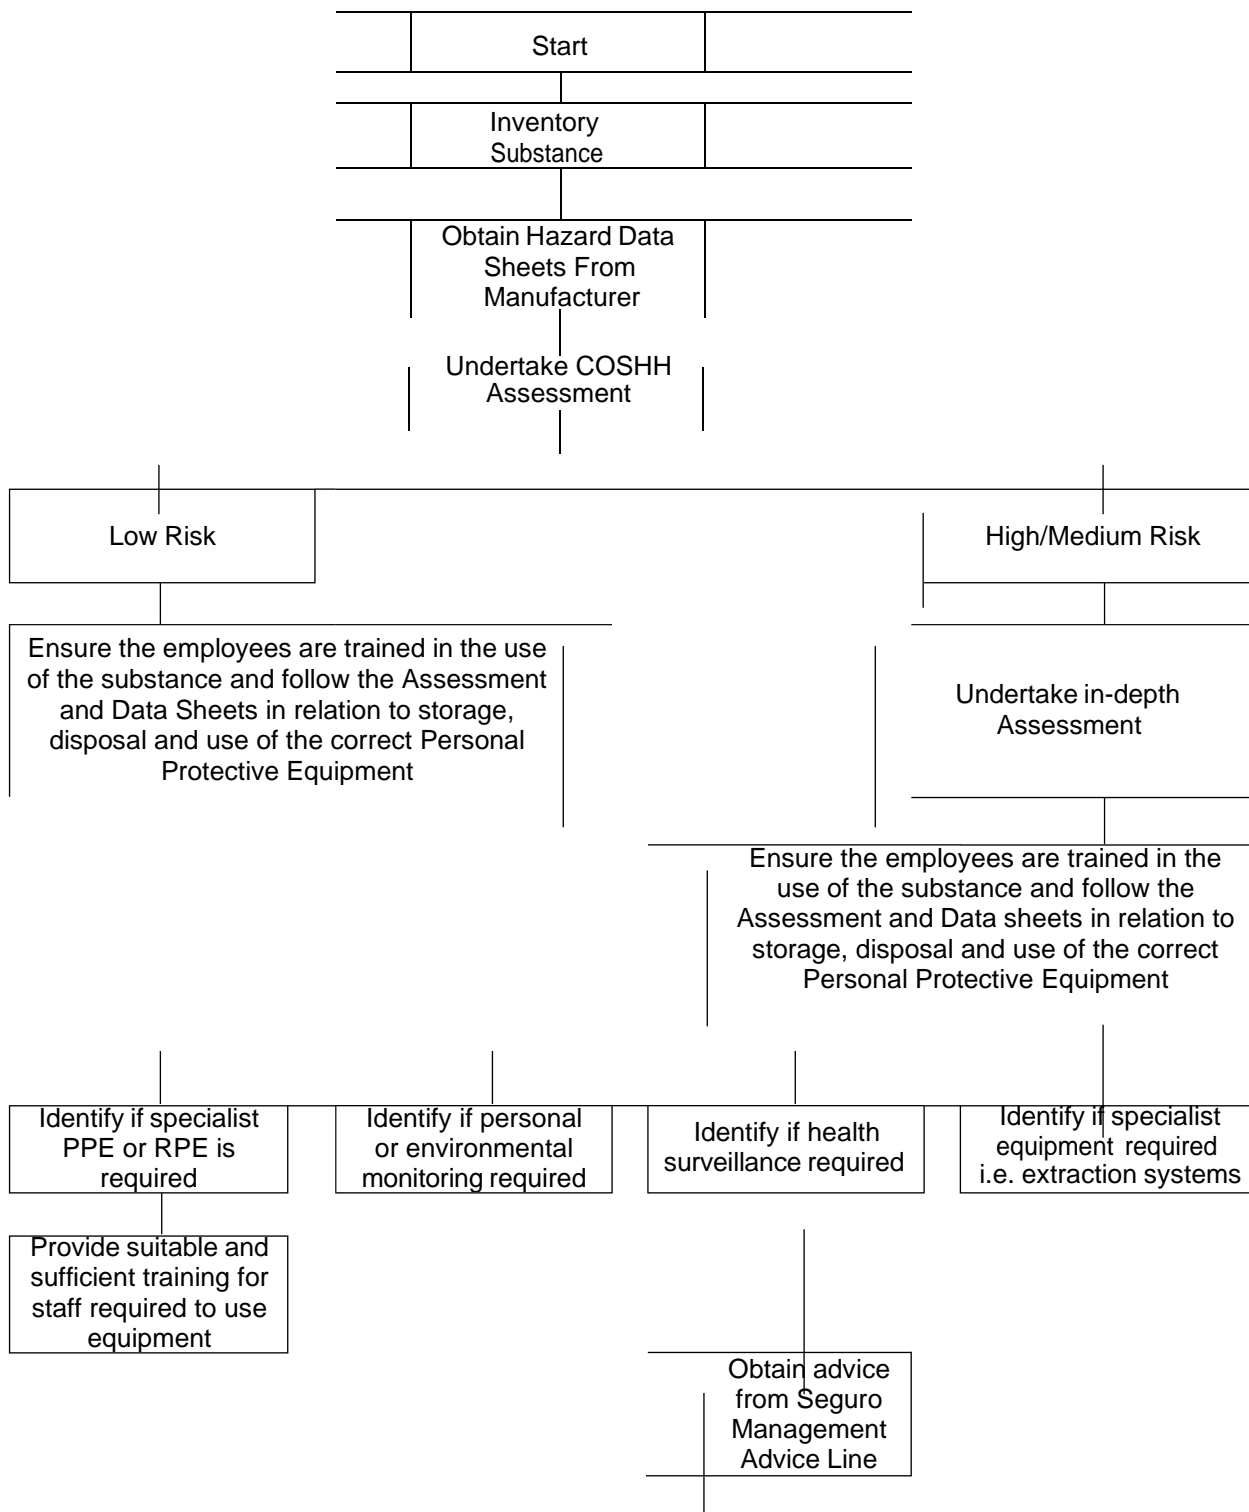 Start
Inventory
Substance
Obtain Hazard Data
Sheets From
Manufacturer
Undertake COSHH
Assessment
Low Risk
High/Medium Risk
Ensure the employees are trained in the use
of the substance and follow the Assessment
and Data Sheets in relation to storage,
disposal and use of the correct Personal
Protective Equipment
Undertake in-depth
Assessment
Ensure the employees are trained in the
use of the substance and follow the
Assessment and Data sheets in relation to
storage, disposal and use of the correct
Personal Protective Equipment
Identify if specialist
PPE or RPE is
required
Identify if personal
or environmental
monitoring required
Identify if health
surveillance required
Identify if specialist
equipment required
i.e. extraction systems
Provide suitable and
sufficient training for
staff required to use
equipment
Obtain advice
from Seguro
Management
Advice Line